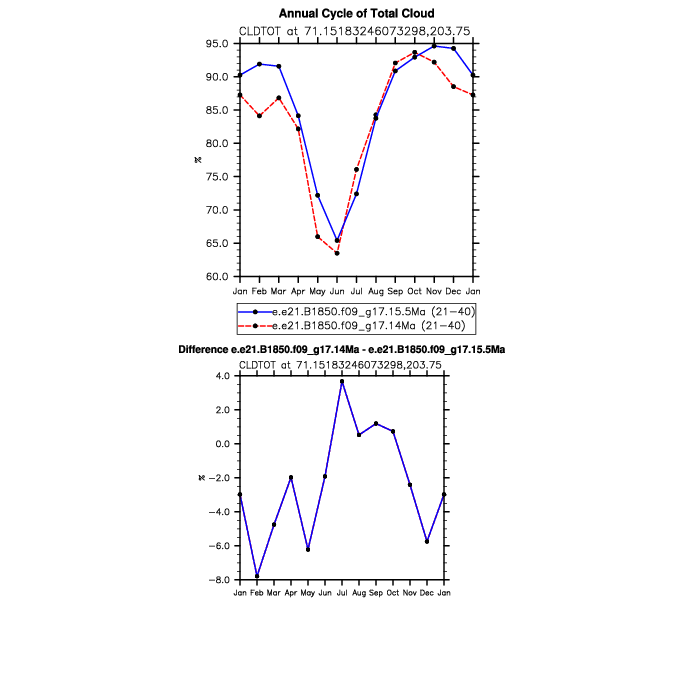 Annual Cycle of Total Cloud
CLDTOT at 71.15183246073298,203.75
95.0
90.0
85.0
80.0
75.0
70.0
65.0
60.0
%
Jan Feb Mar Apr May Jun Jul Aug Sep Oct Nov Dec Jan
e.e21.B1850.f09_g17.15.5Ma (21-40)
e.e21.B1850.f09_g17.14Ma (21-40)
Difference e.e21.B1850.f09_g17.14Ma - e.e21.B1850.f09_g17.15.5Ma
CLDTOT at 71.15183246073298,203.75
4.0
2.0
0.0
-2.0
-4.0
-6.0
-8.0
%
Jan Feb Mar Apr May Jun Jul Aug Sep Oct Nov Dec Jan